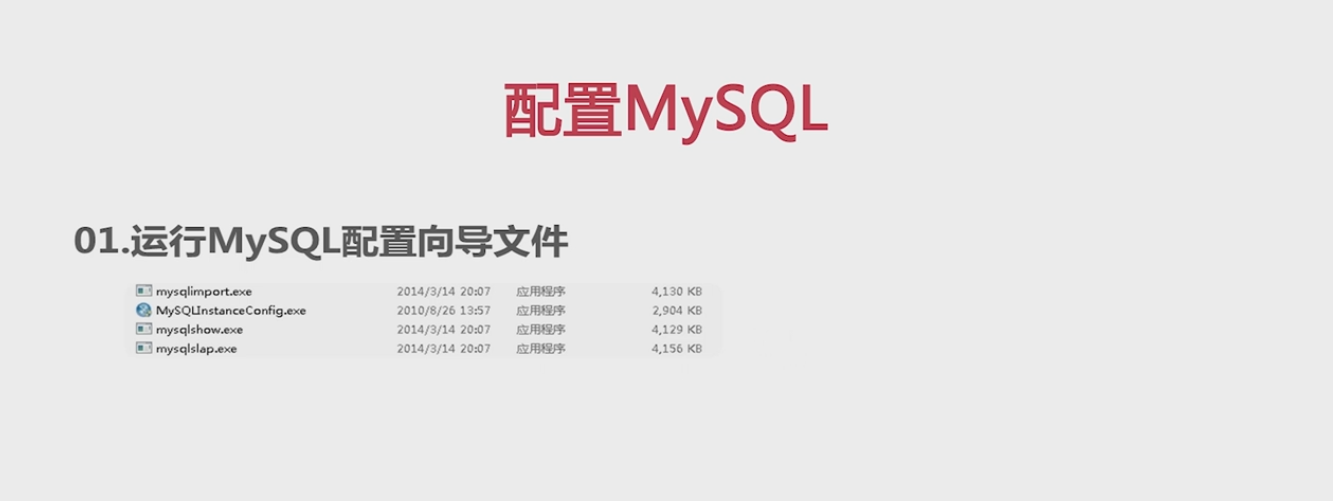 配置MySQL
01.运行MySQL配置向导文件
mysqlimport.exe 2014/3/14 20:07 应用程序 4,130 KB
MySQLInstanceConfig.exe 2010/8/26 13:57 应用程序 2,904 KB
mysqlshow.exe 2014/3/14 20:07 应用程序 4,129 KB
mysqlslap.exe 2014/3/14 20:07 应用程序 4,156 KB